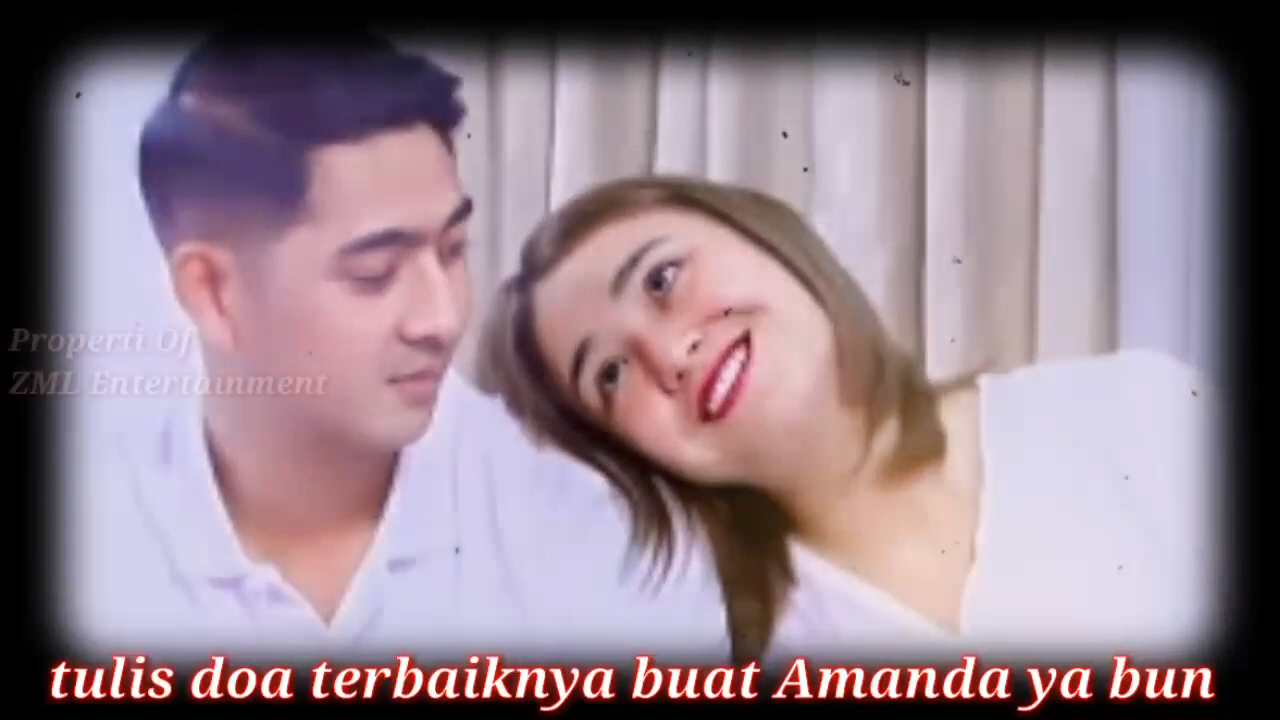 Properti Of
ZML Entertainment
tulis doa terbaiknya buat Amanda ya bun